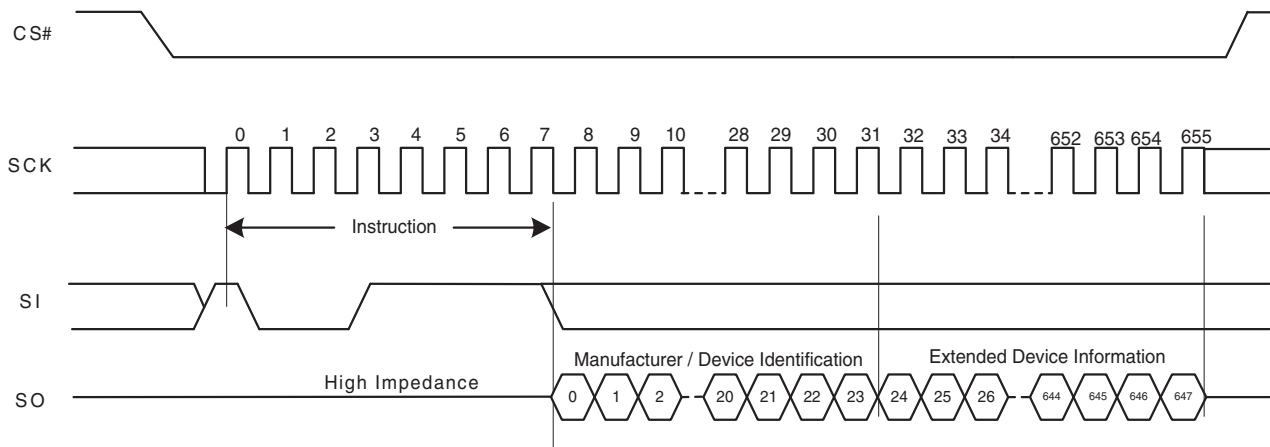 CS#
0 1 2 3 4 5 6 7 8 9 10 28 29 30 31 32 33 34 652 653 654 655
SCK
Instruction
SI
Manufacturer / Device Identification Extended Device Information
High Impedance
SO 0 1 2 20 21 22 23 24 25 26 644 645 646 647